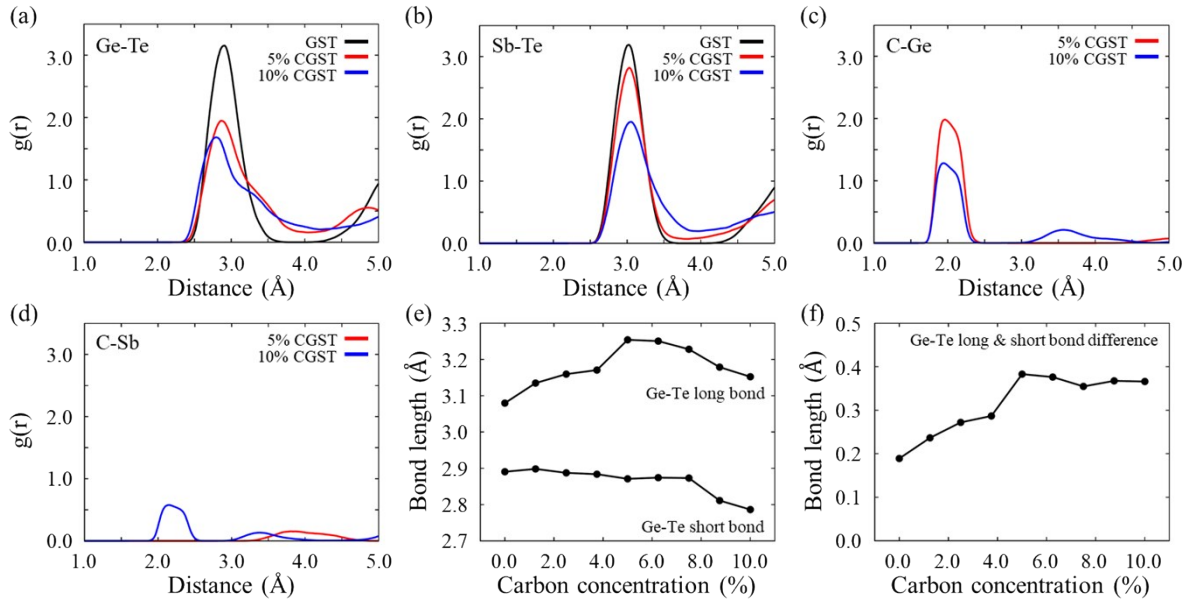 (a)
Ge-Te
GST
5% CGST
10% CGST
g(r)
3.0
2.0
1.0
0.0
1.0 2.0 3.0 4.0 5.0
Distance (Å)
(b)
Sb-Te
GST
5% CGST
10% CGST
g(r)
3.0
2.0
1.0
0.0
1.0 2.0 3.0 4.0 5.0
Distance (Å)
(c)
C-Ge
5% CGST
10% CGST
g(r)
3.0
2.0
1.0
0.0
1.0 2.0 3.0 4.0 5.0
Distance (Å)
(d)
C-Sb
5% CGST
10% CGST
g(r)
3.0
2.0
1.0
0.0
1.0 2.0 3.0 4.0 5.0
Distance (Å)
(e)
Bond length (Å)
3.3
3.2
3.1
3.0
2.9
2.8
2.7
Ge-Te long bond
Ge-Te short bond
0.0 2.0 4.0 6.0 8.0 10.0
Carbon concentration (%)
(f)
Ge-Te long & short bond difference
Bond length (Å)
0.5
0.4
0.3
0.2
0.1
0.0
0.0 2.0 4.0 6.0 8.0 10.0
Carbon concentration (%)